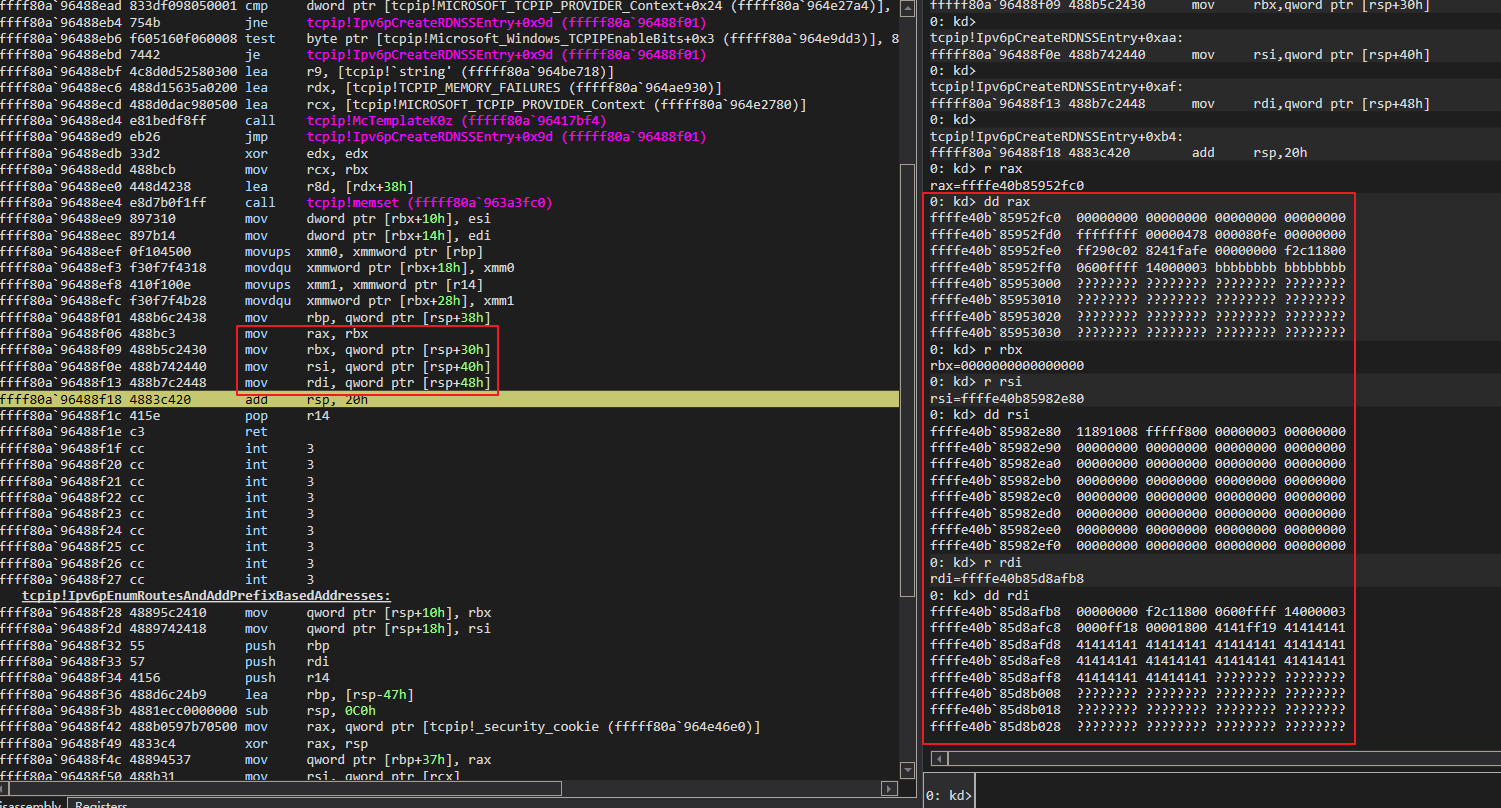 ffff80a`96488ead 833df098050001 cmp dword ptr [tcpip!MICROSOFT_TCPIP_PROVIDER_Context+0x24 (fffff80a`964e27a4)],
ffff80a`96488eb4 754b jne tcpip!Ipv6pCreateRDNSSEntry+0x9d (fffff80a`96488f01)
ffff80a`96488eb6 f605160f060008 test byte ptr [tcpip!Microsoft_Windows_TCPIPEnableBits+0x3 (fffff80a`964e9dd3)], 8
ffff80a`96488ebd 7442 je tcpip!Ipv6pCreateRDNSSEntry+0x9d (fffff80a`96488f01)
ffff80a`96488ebf 4c8d0d52580300 lea r9, [tcpip!`string' (fffff80a`964be718)]
ffff80a`96488ec6 488d15635a0200 lea rdx, [tcpip!TCPIP_MEMORY_FAILURES (fffff80a`964ae930)]
ffff80a`96488ecd 488d0dac980500 lea rcx, [tcpip!MICROSOFT_TCPIP_PROVIDER_Context (fffff80a`964e2780)]
ffff80a`96488ed4 e81bedf8ff call tcpip!McTemplateK0z (fffff80a`96417bf4)
ffff80a`96488ed9 eb26 jmp tcpip!Ipv6pCreateRDNSSEntry+0x9d (fffff80a`96488f01)
ffff80a`96488edb 33d2 xor edx, edx
ffff80a`96488edd 488bcb mov rcx, rbx
ffff80a`96488ee0 448d4238 lea r8d, [rdx+38h]
ffff80a`96488ee4 e8d7b0f1ff call tcpip!memset (fffff80a`963a3fc0)
ffff80a`96488ee9 897310 mov dword ptr [rbx+10h], esi
ffff80a`96488eec 897b14 mov dword ptr [rbx+14h], edi
ffff80a`96488eef 0f104500 movups xmm0, xmmword ptr [rbp]
ffff80a`96488ef3 f30f7f4318 movdqu xmmword ptr [rbx+18h], xmm0
ffff80a`96488ef8 410f100e movups xmm1, xmmword ptr [r14]
ffff80a`96488efc f30f7f4b28 movdqu xmmword ptr [rbx+28h], xmm1
ffff80a`96488f01 488b6c2438 mov rbp, qword ptr [rsp+38h]
ffff80a`96488f06 488bc3 mov rax, rbx
ffff80a`96488f09 488b5c2430 mov rbx, qword ptr [rsp+30h]
ffff80a`96488f0e 488b742440 mov rsi, qword ptr [rsp+40h]
ffff80a`96488f13 488b7c2448 mov rdi, qword ptr [rsp+48h]
ffff80a`96488f18 4883c420 add rsp, 20h
ffff80a`96488f1c 415e pop r14
ffff80a`96488f1e c3 ret
ffff80a`96488f1f cc int 3
ffff80a`96488f20 cc int 3
ffff80a`96488f21 cc int 3
ffff80a`96488f22 cc int 3
ffff80a`96488f23 cc int 3
ffff80a`96488f24 cc int 3
ffff80a`96488f25 cc int 3
ffff80a`96488f26 cc int 3
ffff80a`96488f27 cc int 3
tcpip!Ipv6pEnumRoutesAndAddPrefixBasedAddresses:
ffff80a`96488f28 48895c2410 mov qword ptr [rsp+10h], rbx
ffff80a`96488f2d 4889742418 mov qword ptr [rsp+18h], rsi
ffff80a`96488f32 55 push rbp
ffff80a`96488f33 57 push rdi
ffff80a`96488f34 4156 push r14
ffff80a`96488f36 488d6c24b9 lea rbp, [rsp-47h]
ffff80a`96488f3b 4881ecc0000000 sub rsp, 0C0h
ffff80a`96488f42 488b0597b70500 mov rax, qword ptr [tcpip!_security_cookie (fffff80a`964e46e0)]
ffff80a`96488f49 4833c4 xor rax, rsp
ffff80a`96488f4c 48894537 mov qword ptr [rbp+37h], rax
ffff80a`96488f50 488b31 mov rsi, qword ptr [rcx]
isassembly Registers
fffff80a`96488f09 488b5c2430 mov rbx,qword ptr [rsp+30h]
0: kd>
tcpip!Ipv6pCreateRDNSSEntry+0xaa:
fffff80a`96488f0e 488b742440 mov rsi,qword ptr [rsp+40h]
0: kd>
tcpip!Ipv6pCreateRDNSSEntry+0xaf:
fffff80a`96488f13 488b7c2448 mov rdi,qword ptr [rsp+48h]
0: kd>
tcpip!Ipv6pCreateRDNSSEntry+0xb4:
fffff80a`96488f18 4883c420 add rsp,20h
0: kd> r rax
rax=ffffe40b85952fc0
0: kd> dd rax
ffffe40b`85952fc0 00000000 00000000 00000000 00000000
ffffe40b`85952fd0 ffffffff 00000478 000080fe 00000000
ffffe40b`85952fe0 ff290c02 8241fafe 00000000 f2c11800
ffffe40b`85952ff0 0600ffff 14000003 bbbbbbbb bbbbbbbb
ffffe40b`85953000 ???????? ???????? ???????? ????????
ffffe40b`85953010 ???????? ???????? ???????? ????????
ffffe40b`85953020 ???????? ???????? ???????? ????????
ffffe40b`85953030 ???????? ???????? ???????? ????????
0: kd> r rbx
rbx=0000000000000000
0: kd> r rsi
rsi=ffffe40b85982e80
0: kd> dd rsi
ffffe40b`85982e80 11891008 fffff800 00000003 00000000
ffffe40b`85982e90 00000000 00000000 00000000 00000000
ffffe40b`85982ea0 00000000 00000000 00000000 00000000
ffffe40b`85982eb0 00000000 00000000 00000000 00000000
ffffe40b`85982ec0 00000000 00000000 00000000 00000000
ffffe40b`85982ed0 00000000 00000000 00000000 00000000
ffffe40b`85982ee0 00000000 00000000 00000000 00000000
ffffe40b`85982ef0 00000000 00000000 00000000 00000000
0: kd> r rdi
rdi=ffffe40b85d8afb8
0: kd> dd rdi
ffffe40b`85d8afb8 00000000 f2c11800 0600ffff 14000003
ffffe40b`85d8afc8 0000ff18 00001800 4141ff19 41414141
ffffe40b`85d8afd8 41414141 41414141 41414141 41414141
ffffe40b`85d8afe8 41414141 41414141 41414141 41414141
ffffe40b`85d8aff8 41414141 41414141 ???????? ????????
ffffe40b`85d8b008 ???????? ???????? ???????? ????????
ffffe40b`85d8b018 ???????? ???????? ???????? ????????
ffffe40b`85d8b028 ???????? ???????? ???????? ????????
0: kd>